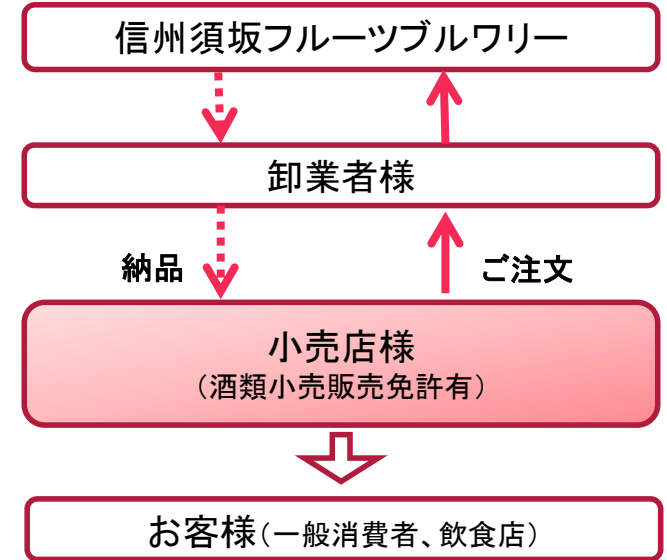 信州須坂フルーツブルワリー
卸業者様
納品
ご注文
小売店様
（酒類小売販売免許有）
お客様（一般消費者、飲食店）